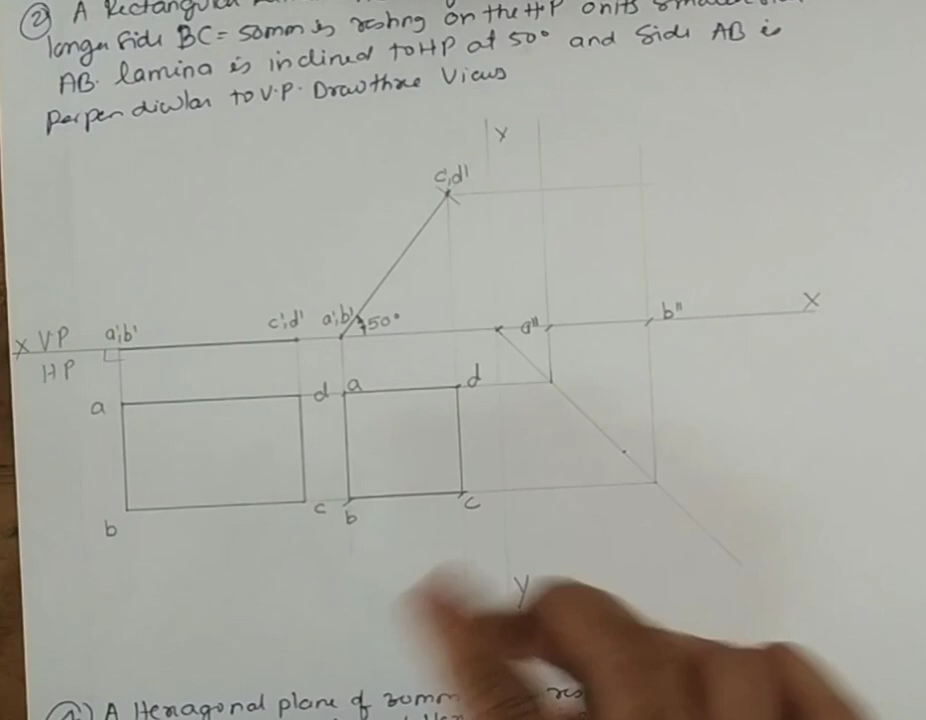 ② A Rectangular
longer Side BC = 50mm is resting on the H.P on its
AB. lamina is inclined to HP at 50° and Side AB is
perpendicular to V.P. Draw three Views
Y
c',d'
X VP a',b' c',d' a',b' 50° a" b" X
HP
a d a d
b c b c
y
A Hexagonal plane of 30mm res